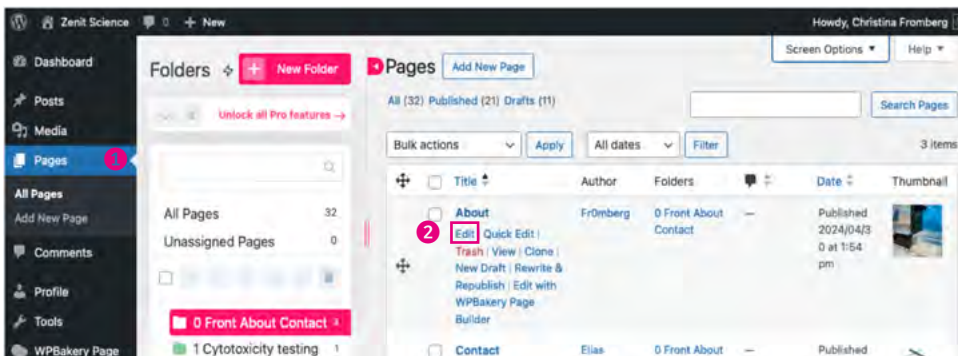 Zenit Science 0 + New Howdy, Christina Fromberg
Dashboard
Posts
Media
Pages 1
All Pages
Add New Page
Comments
Profile
Tools
WPBakery Page
Folders + New Folder
Unlock all Pro features →
All Pages 32
Unassigned Pages 0
0 Front About Contact 3
1 Cytotoxicity testing 1
Screen Options Help
Pages Add New Page
All (32) Published (21) Drafts (11)
Search Pages
Bulk actions Apply All dates Filter 3 items
Title Author Folders Date Thumbnail
About Fr0mberg 0 Front About Contact — Published 2024/04/30 at 1:54 pm
2 Edit | Quick Edit |
Trash | View | Clone |
New Draft | Rewrite &
Republish | Edit with
WPBakery Page
Builder
Contact Elias 0 Front About — Published